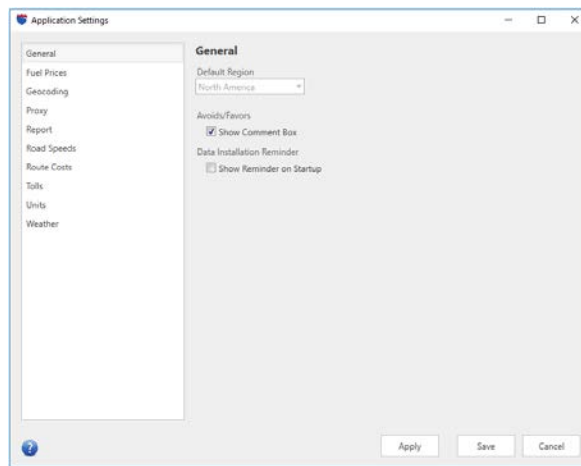 Application Settings
General
Fuel Prices
Geocoding
Proxy
Report
Road Speeds
Route Costs
Tolls
Units
Weather
General
Default Region
North America
Avoids/Favors
Show Comment Box
Data Installation Reminder
Show Reminder on Startup
?
Apply Save Cancel